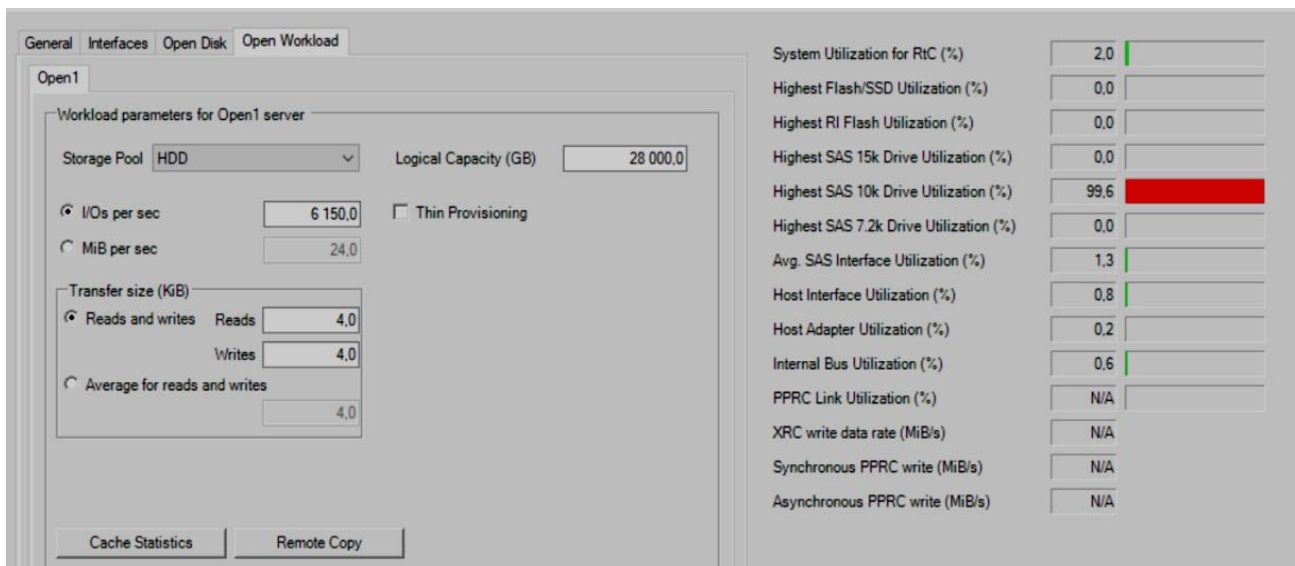 General Interfaces Open Disk Open Workload
Open1
Workload parameters for Open1 server
Storage Pool HDD Logical Capacity (GB) 28 000,0
I/Os per sec 6 150,0 Thin Provisioning
MiB per sec 24,0
Transfer size (KiB)
Reads and writes Reads 4,0
Writes 4,0
Average for reads and writes
4,0
Cache Statistics Remote Copy
System Utilization for RtC (%) 2,0
Highest Flash/SSD Utilization (%) 0,0
Highest RI Flash Utilization (%) 0,0
Highest SAS 15k Drive Utilization (%) 0,0
Highest SAS 10k Drive Utilization (%) 99,6
Highest SAS 7.2k Drive Utilization (%) 0,0
Avg. SAS Interface Utilization (%) 1,3
Host Interface Utilization (%) 0,8
Host Adapter Utilization (%) 0,2
Internal Bus Utilization (%) 0,6
PPRC Link Utilization (%) N/A
XRC write data rate (MiB/s) N/A
Synchronous PPRC write (MiB/s) N/A
Asynchronous PPRC write (MiB/s) N/A